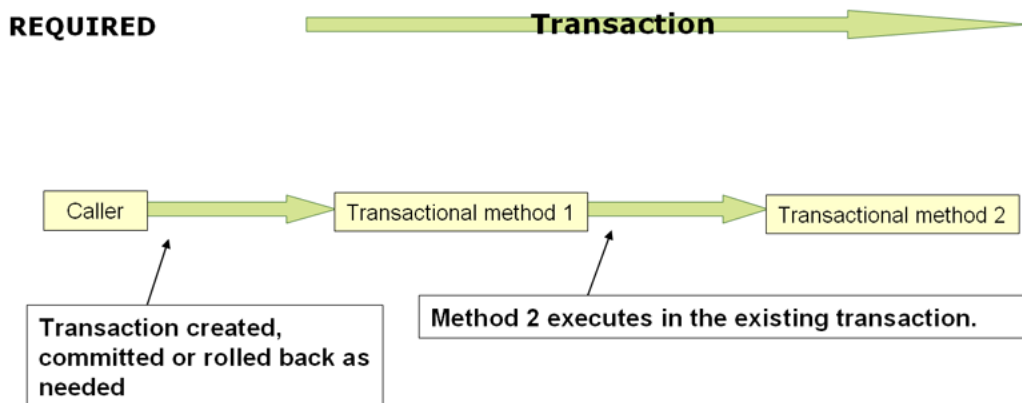 REQUIRED
Transaction
Caller
Transactional method 1
Transactional method 2
Transaction created,
committed or rolled back as
needed
Method 2 executes in the existing transaction.